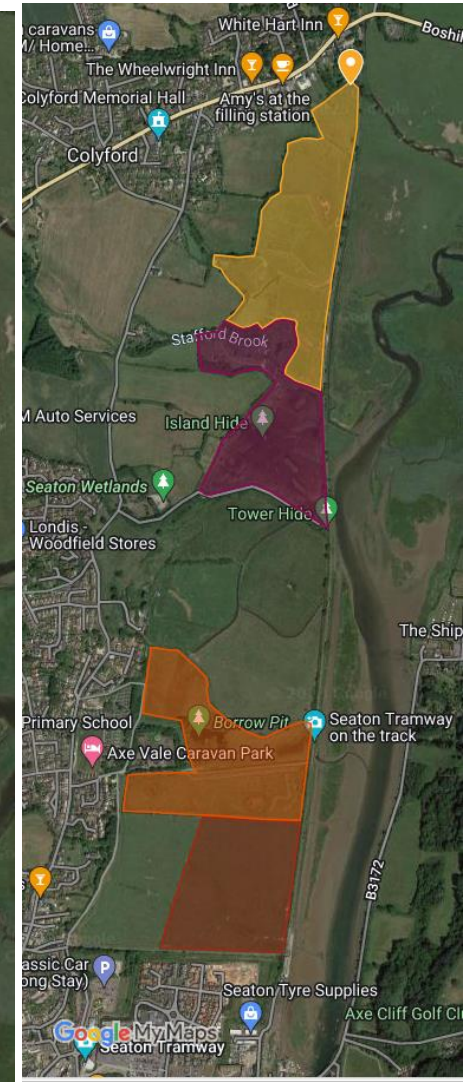 White Hart Inn
Boshil
caravans
M/ Home...
The Wheelwright Inn
Amy's at the
filling station
Colyford Memorial Hall
Colyford
Stafford Brook
M Auto Services
Island Hide
Seaton Wetlands
Tower Hide
Londis -
Woodfield Stores
The Ship
Primary School
Borrow Pit
Seaton Tramway
on the track
Axe Vale Caravan Park
B3172
assic Car
ong Stay)
P
Seaton Tyre Supplies
Axe Cliff Golf Clu
Google My Maps
Seaton Tramway